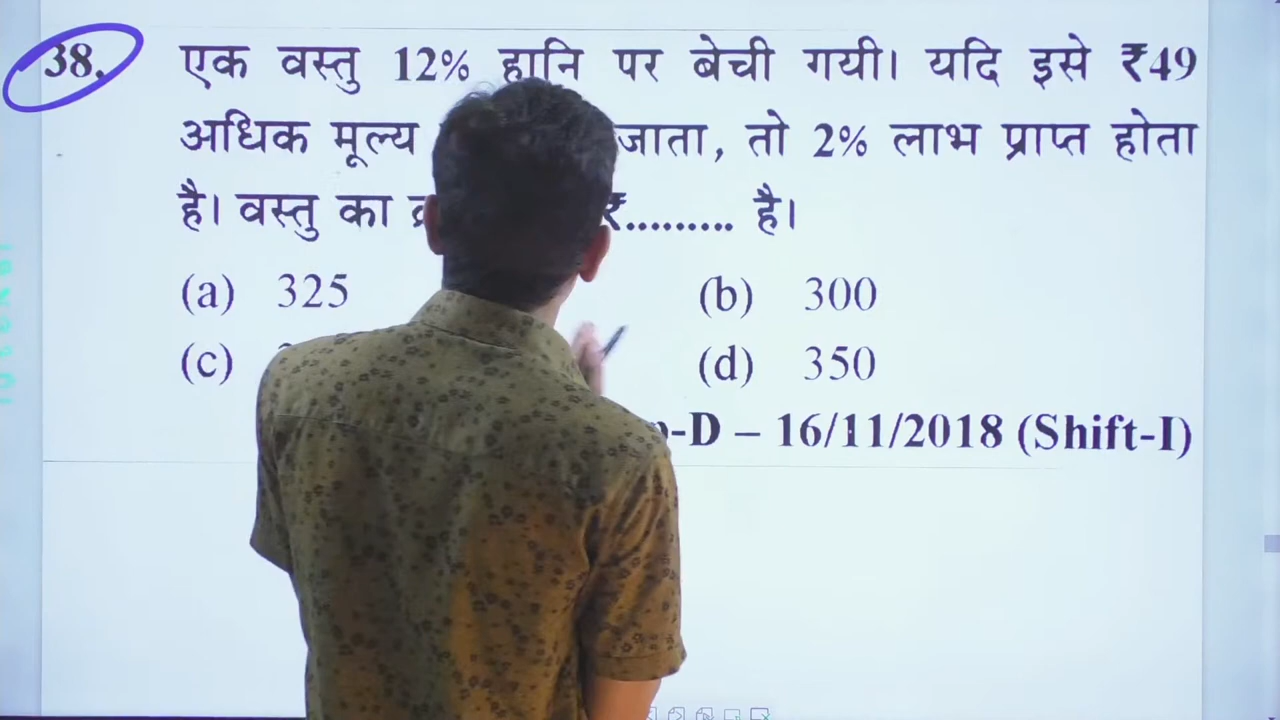 38. एक वस्तु 12% हानि पर बेची गयी। यदि इसे ₹49
अधिक मूल्य जाता, तो 2% लाभ प्राप्त होता
है। वस्तु का ₹......... है।
(a) 325 (b) 300
(c) (d) 350
-D – 16/11/2018 (Shift-I)